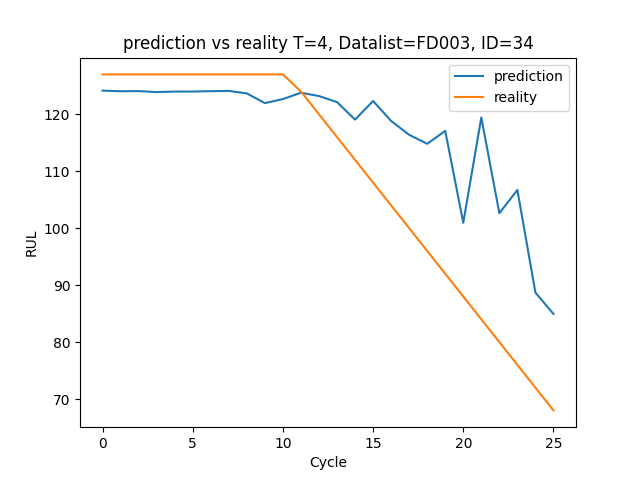 prediction vs reality T=4, Datalist=FD003, ID=34
prediction
reality
RUL
120
110
100
90
80
70
0 5 10 15 20 25
Cycle